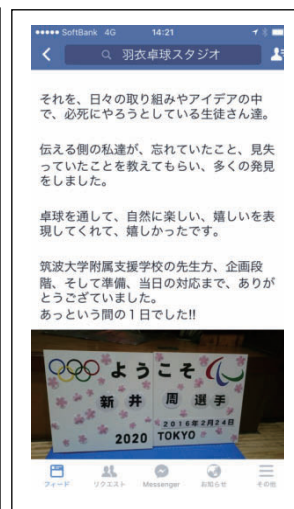 SoftBank 4G 14:21
羽衣卓球スタジオ
それを、日々の取り組みやアイデアの中
で、必死にやろうとしている生徒さん達。
伝える側の私達が、忘れていたこと、見失
っていたことを教えてもらい、多くの発見
をしました。
卓球を通して、自然に楽しい、嬉しいを表
現してくれて、嬉しかったです。
筑波大学附属支援学校の先生方、企画段
階、そして準備、当日の対応まで、ありが
とうございました。
あっという間の1日でした!!
ようこそ
新井 周 選手
2016年2月24日
2020 TOKYO
フィード リクエスト Messenger お知らせ その他